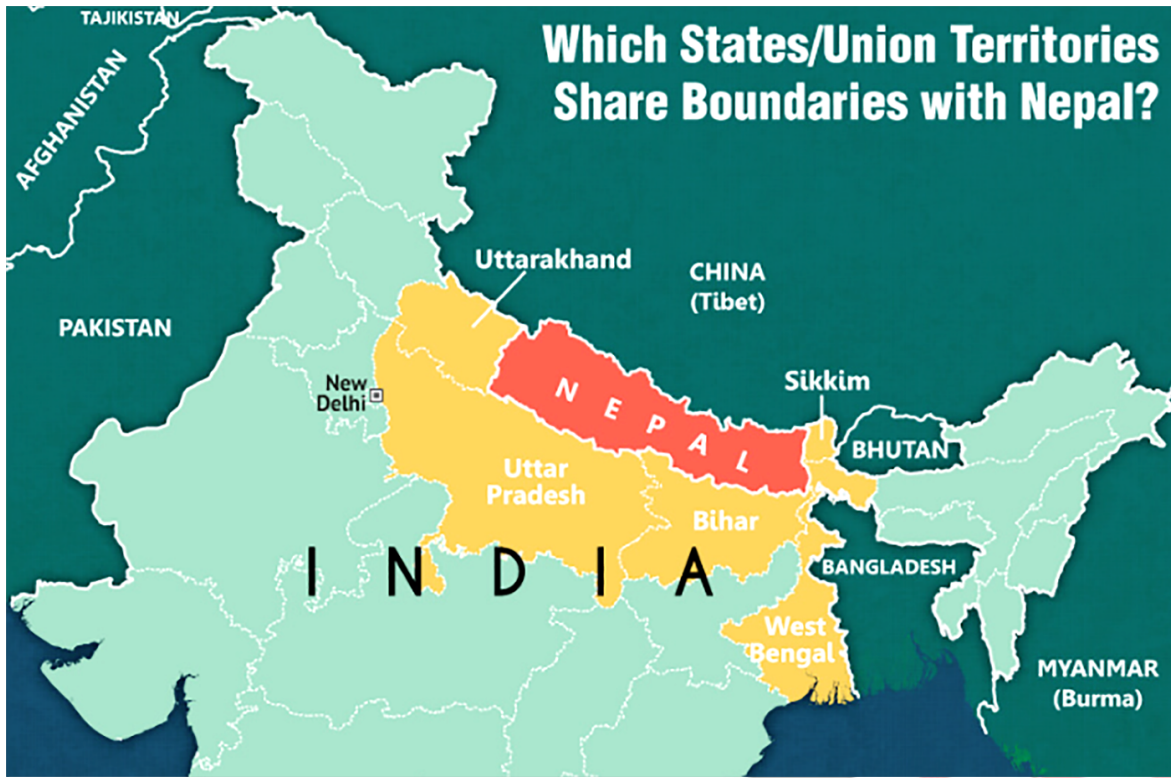 Which States/Union Territories
Share Boundaries with Nepal?
TAJIKISTAN
AFGHANISTAN
PAKISTAN
Uttarakhand
CHINA
(Tibet)
New
Delhi
NEPAL
Sikkim
BHUTAN
Uttar
Pradesh
Bihar
INDIA
BANGLADESH
West
Bengal
MYANMAR
(Burma)